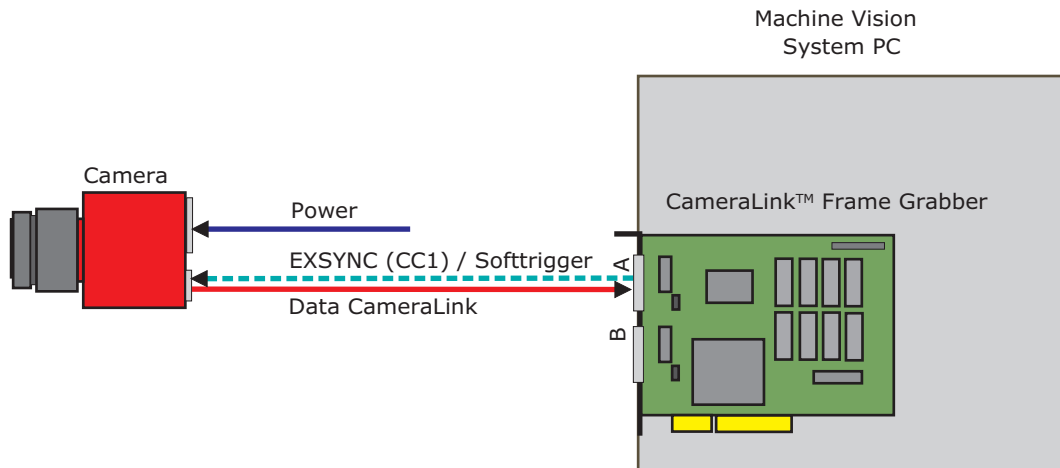 Machine Vision
System PC
Camera
CameraLink™ Frame Grabber
Power
EXSYNC (CC1) / Softtrigger
A
Data CameraLink
B